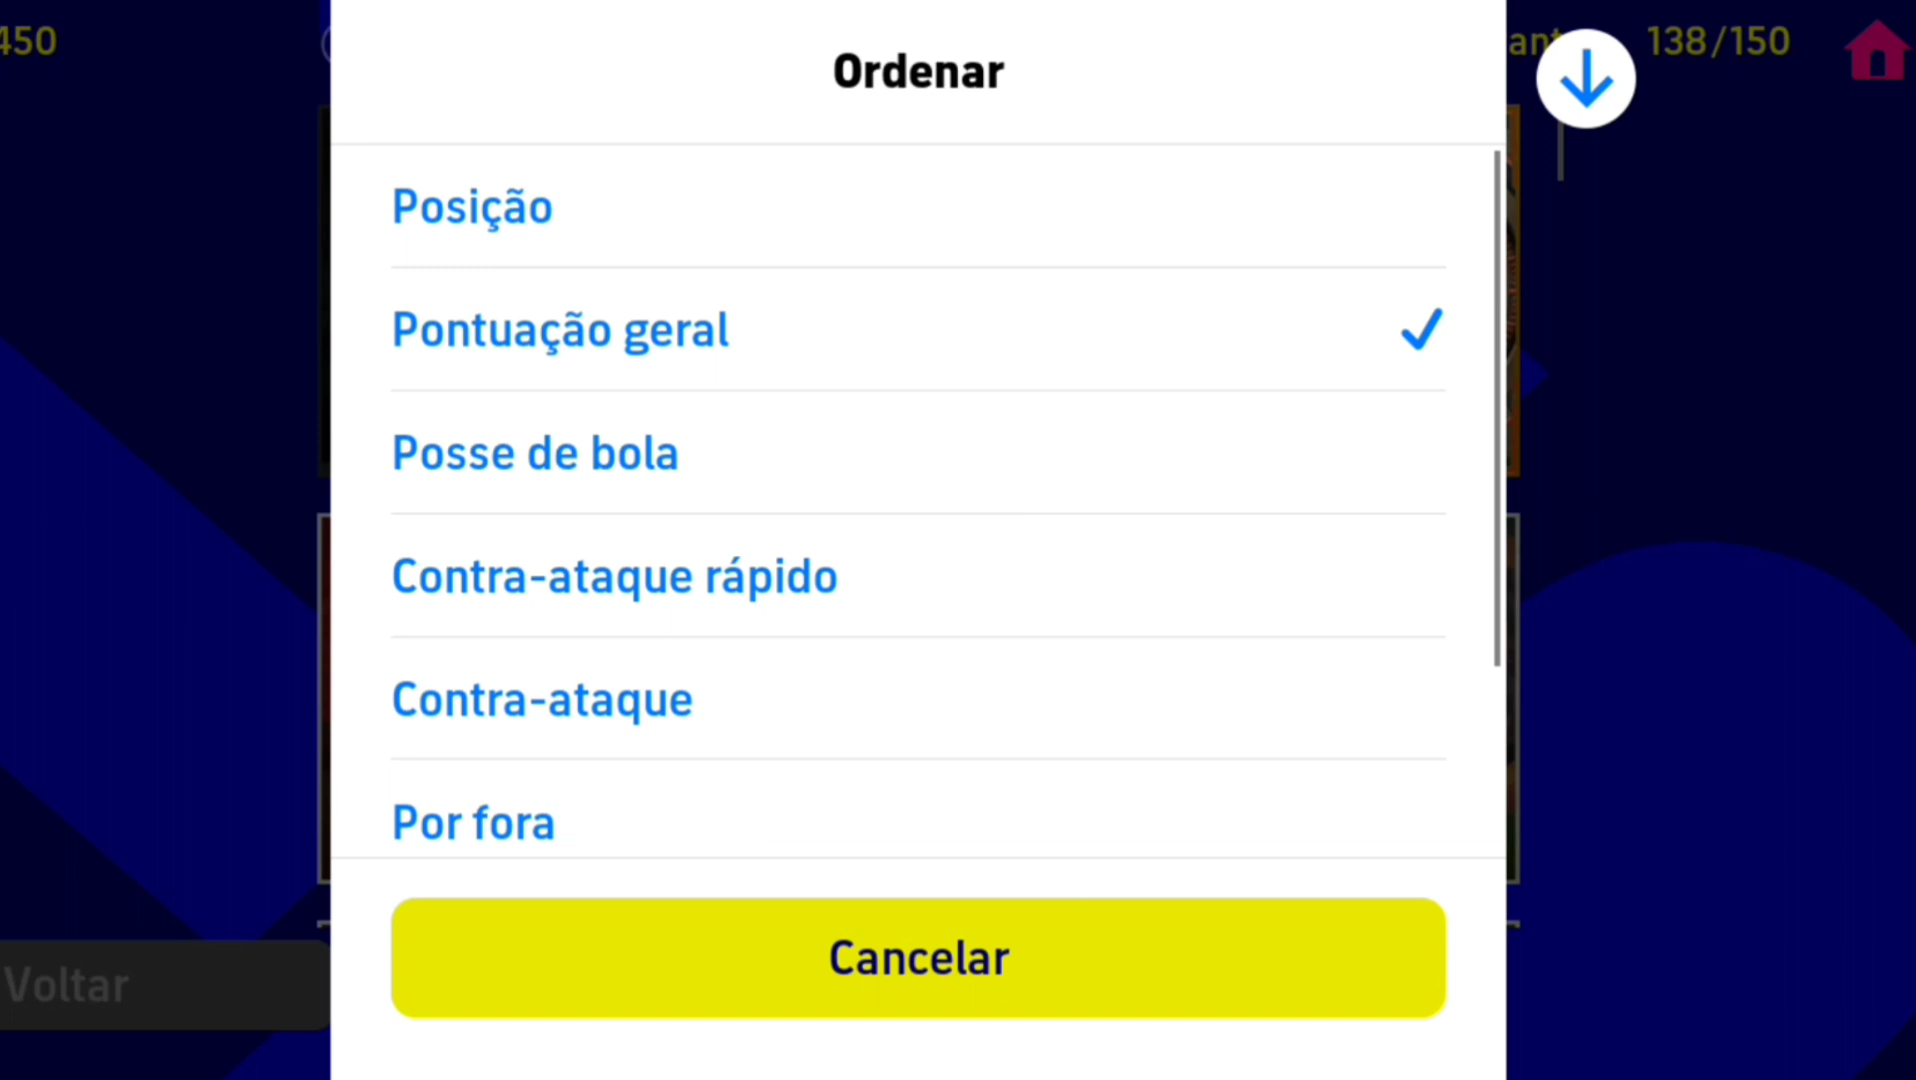 450
Ordenar
138/150
Posição
Pontuação geral
Posse de bola
Contra-ataque rápido
Contra-ataque
Por fora
Cancelar
Voltar